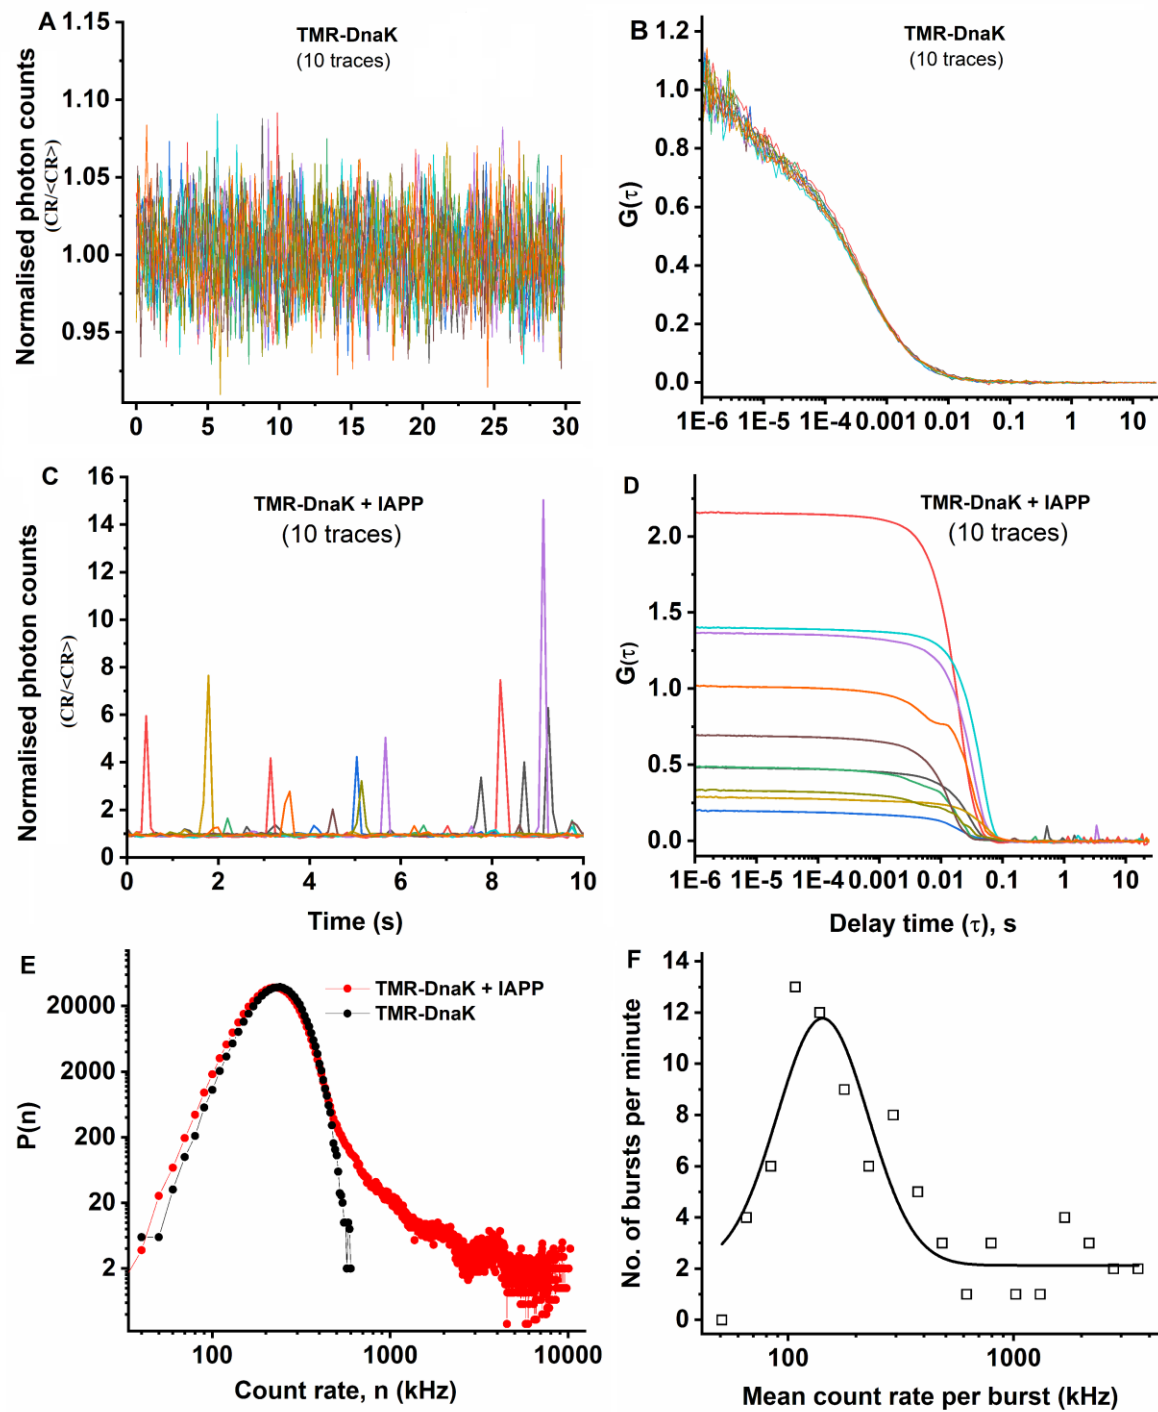 A
TMR-DnaK
(10 traces)
Normalised photon counts
(CR/<CR>)
1.15
1.10
1.05
1.00
0.95
0 5 10 15 20 25 30
B
TMR-DnaK
(10 traces)
G(τ)
1.2
1.0
0.8
0.6
0.4
0.2
0.0
1E-6 1E-5 1E-4 0.001 0.01 0.1 1 10
C
TMR-DnaK + IAPP
(10 traces)
Normalised photon counts
(CR/<CR>)
16
14
12
10
8
6
4
2
0
0 2 4 6 8 10
Time (s)
D
TMR-DnaK + IAPP
(10 traces)
G(τ)
2.0
1.5
1.0
0.5
0.0
1E-6 1E-5 1E-4 0.001 0.01 0.1 1 10
Delay time (τ), s
E
TMR-DnaK + IAPP
TMR-DnaK
P(n)
20000
2000
200
20
2
100 1000 10000
Count rate, n (kHz)
F
No. of bursts per minute
14
12
10
8
6
4
2
0
100 1000
Mean count rate per burst (kHz)